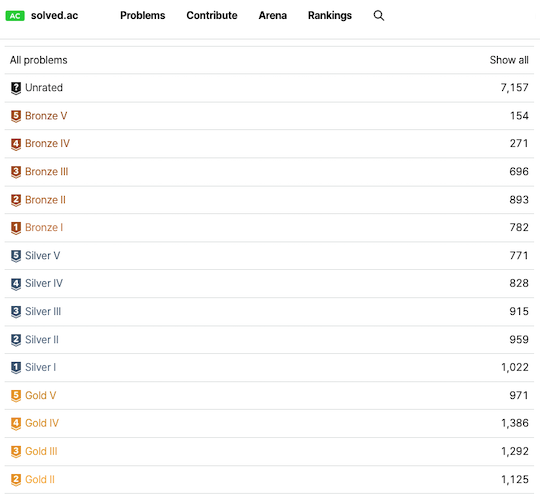 AC solved.ac Problems Contribute Arena Rankings
All problems Show all
? Unrated 7,157
5 Bronze V 154
4 Bronze IV 271
3 Bronze III 696
2 Bronze II 893
1 Bronze I 782
5 Silver V 771
4 Silver IV 828
3 Silver III 915
2 Silver II 959
1 Silver I 1,022
5 Gold V 971
4 Gold IV 1,386
3 Gold III 1,292
2 Gold II 1,125